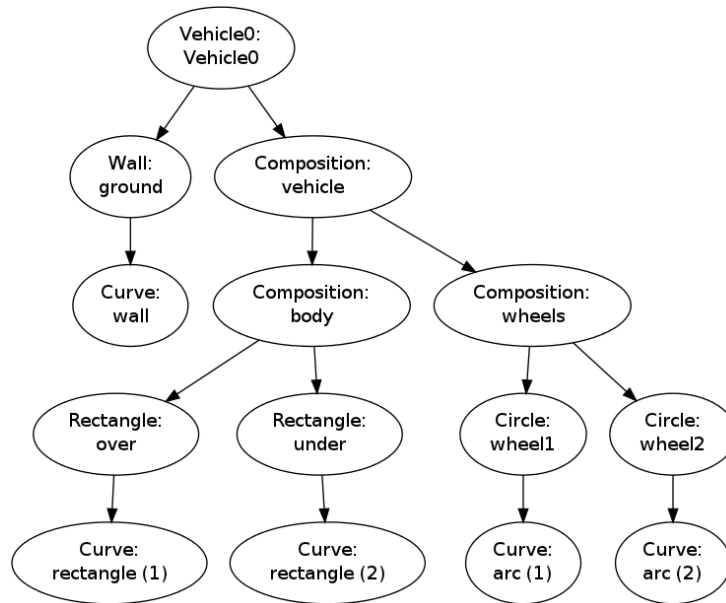 Vehicle0:
Vehicle0
Wall:
ground
Composition:
vehicle
Curve:
wall
Composition:
body
Composition:
wheels
Rectangle:
over
Rectangle:
under
Circle:
wheel1
Circle:
wheel2
Curve:
rectangle (1)
Curve:
rectangle (2)
Curve:
arc (1)
Curve:
arc (2)